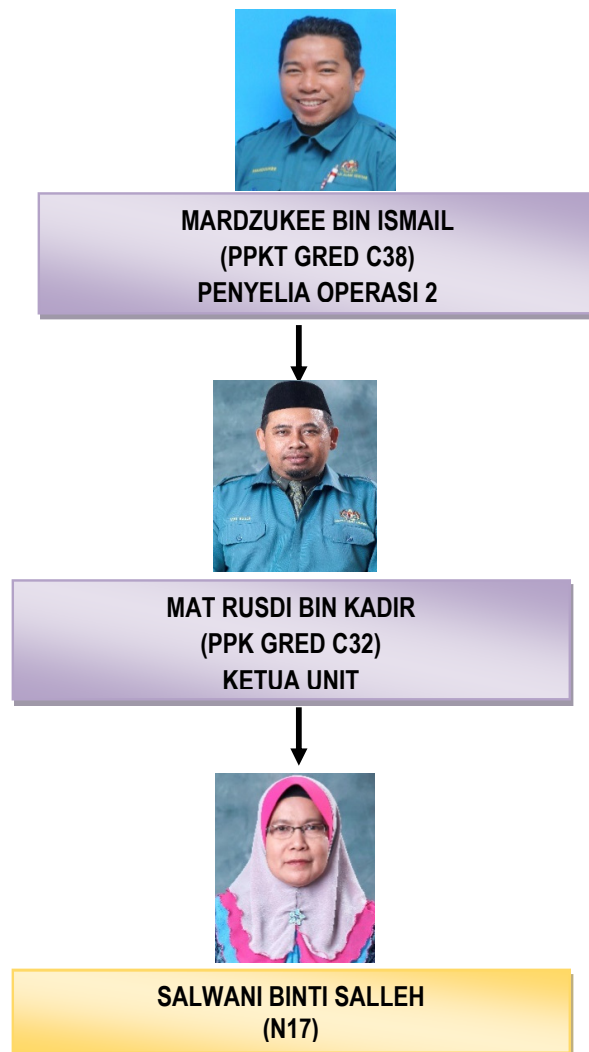 MARDZUKEE BIN ISMAIL
(PPKT GRED C38)
PENYELIA OPERASI 2
MAT RUSDI BIN KADIR
(PPK GRED C32)
KETUA UNIT
SALWANI BINTI SALLEH
(N17)